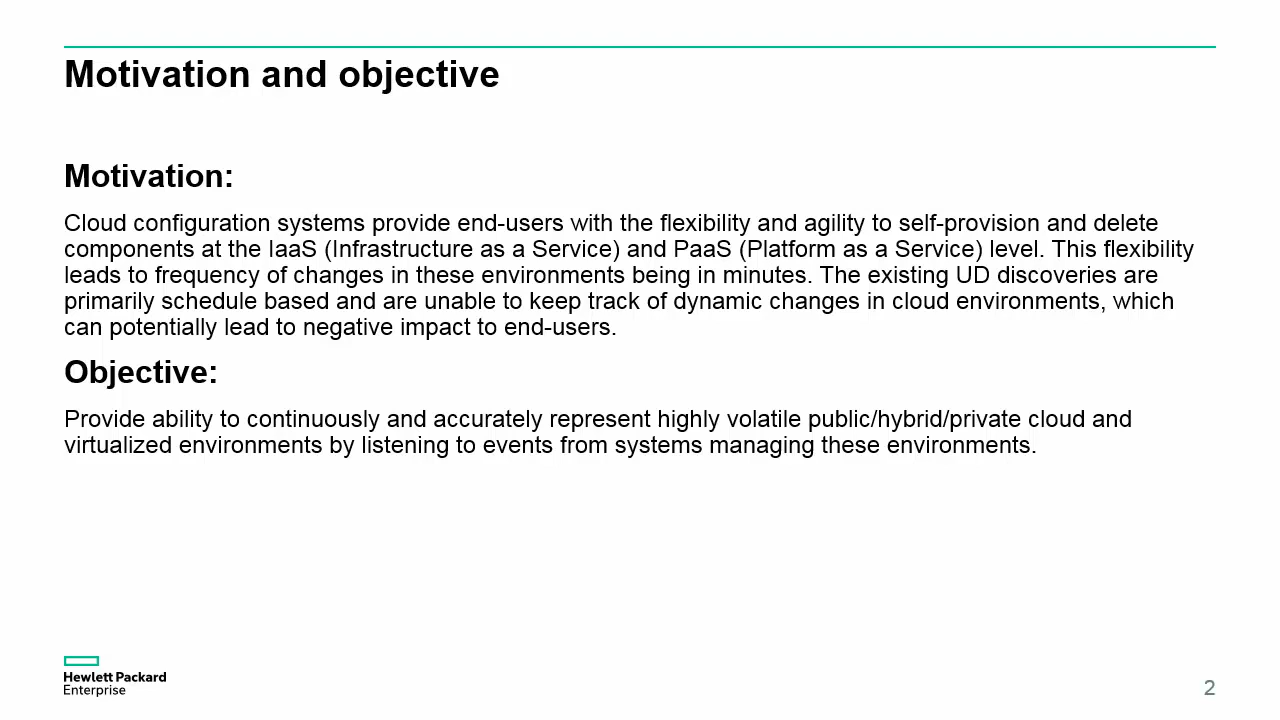 Motivation and objective
Motivation:
Cloud configuration systems provide end-users with the flexibility and agility to self-provision and delete
components at the IaaS (Infrastructure as a Service) and PaaS (Platform as a Service) level. This flexibility
leads to frequency of changes in these environments being in minutes. The existing UD discoveries are
primarily schedule based and are unable to keep track of dynamic changes in cloud environments, which
can potentially lead to negative impact to end-users.
Objective:
Provide ability to continuously and accurately represent highly volatile public/hybrid/private cloud and
virtualized environments by listening to events from systems managing these environments.
Hewlett Packard
Enterprise
2